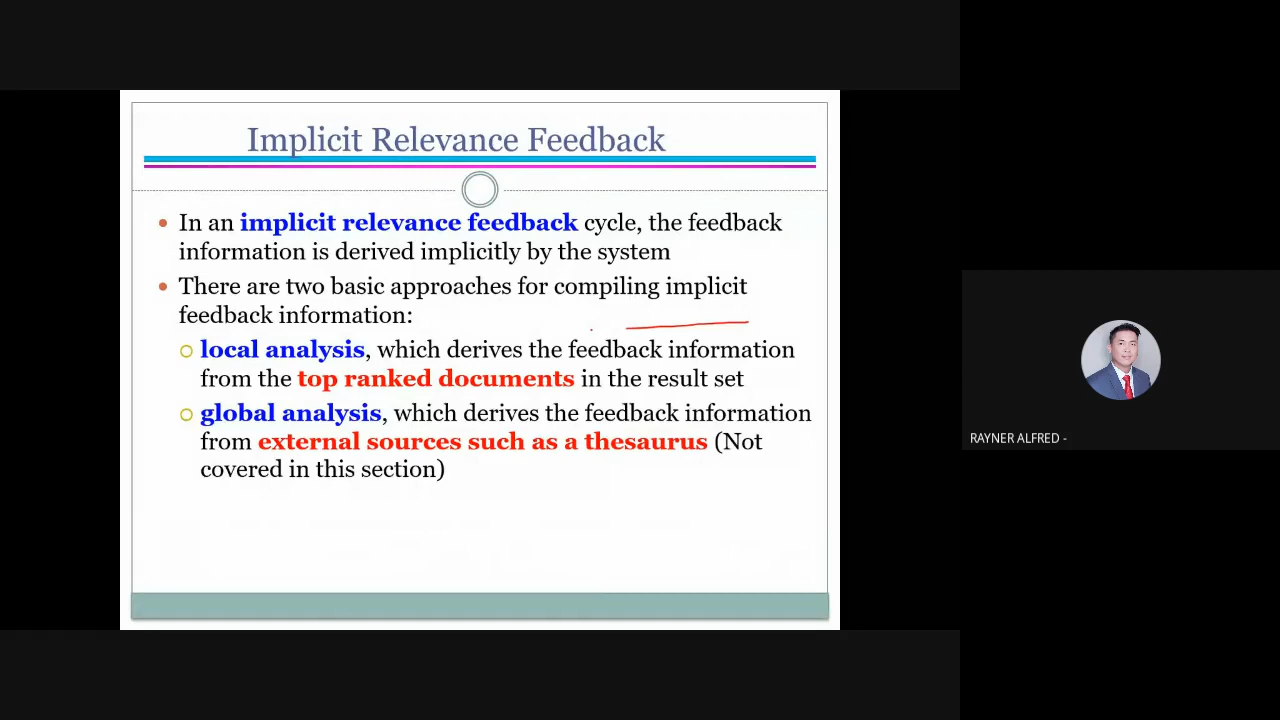 Implicit Relevance Feedback
In an implicit relevance feedback cycle, the feedback
information is derived implicitly by the system
There are two basic approaches for compiling implicit
feedback information:
local analysis, which derives the feedback information
from the top ranked documents in the result set
global analysis, which derives the feedback information
from external sources such as a thesaurus (Not
covered in this section)
RAYNER ALFRED -